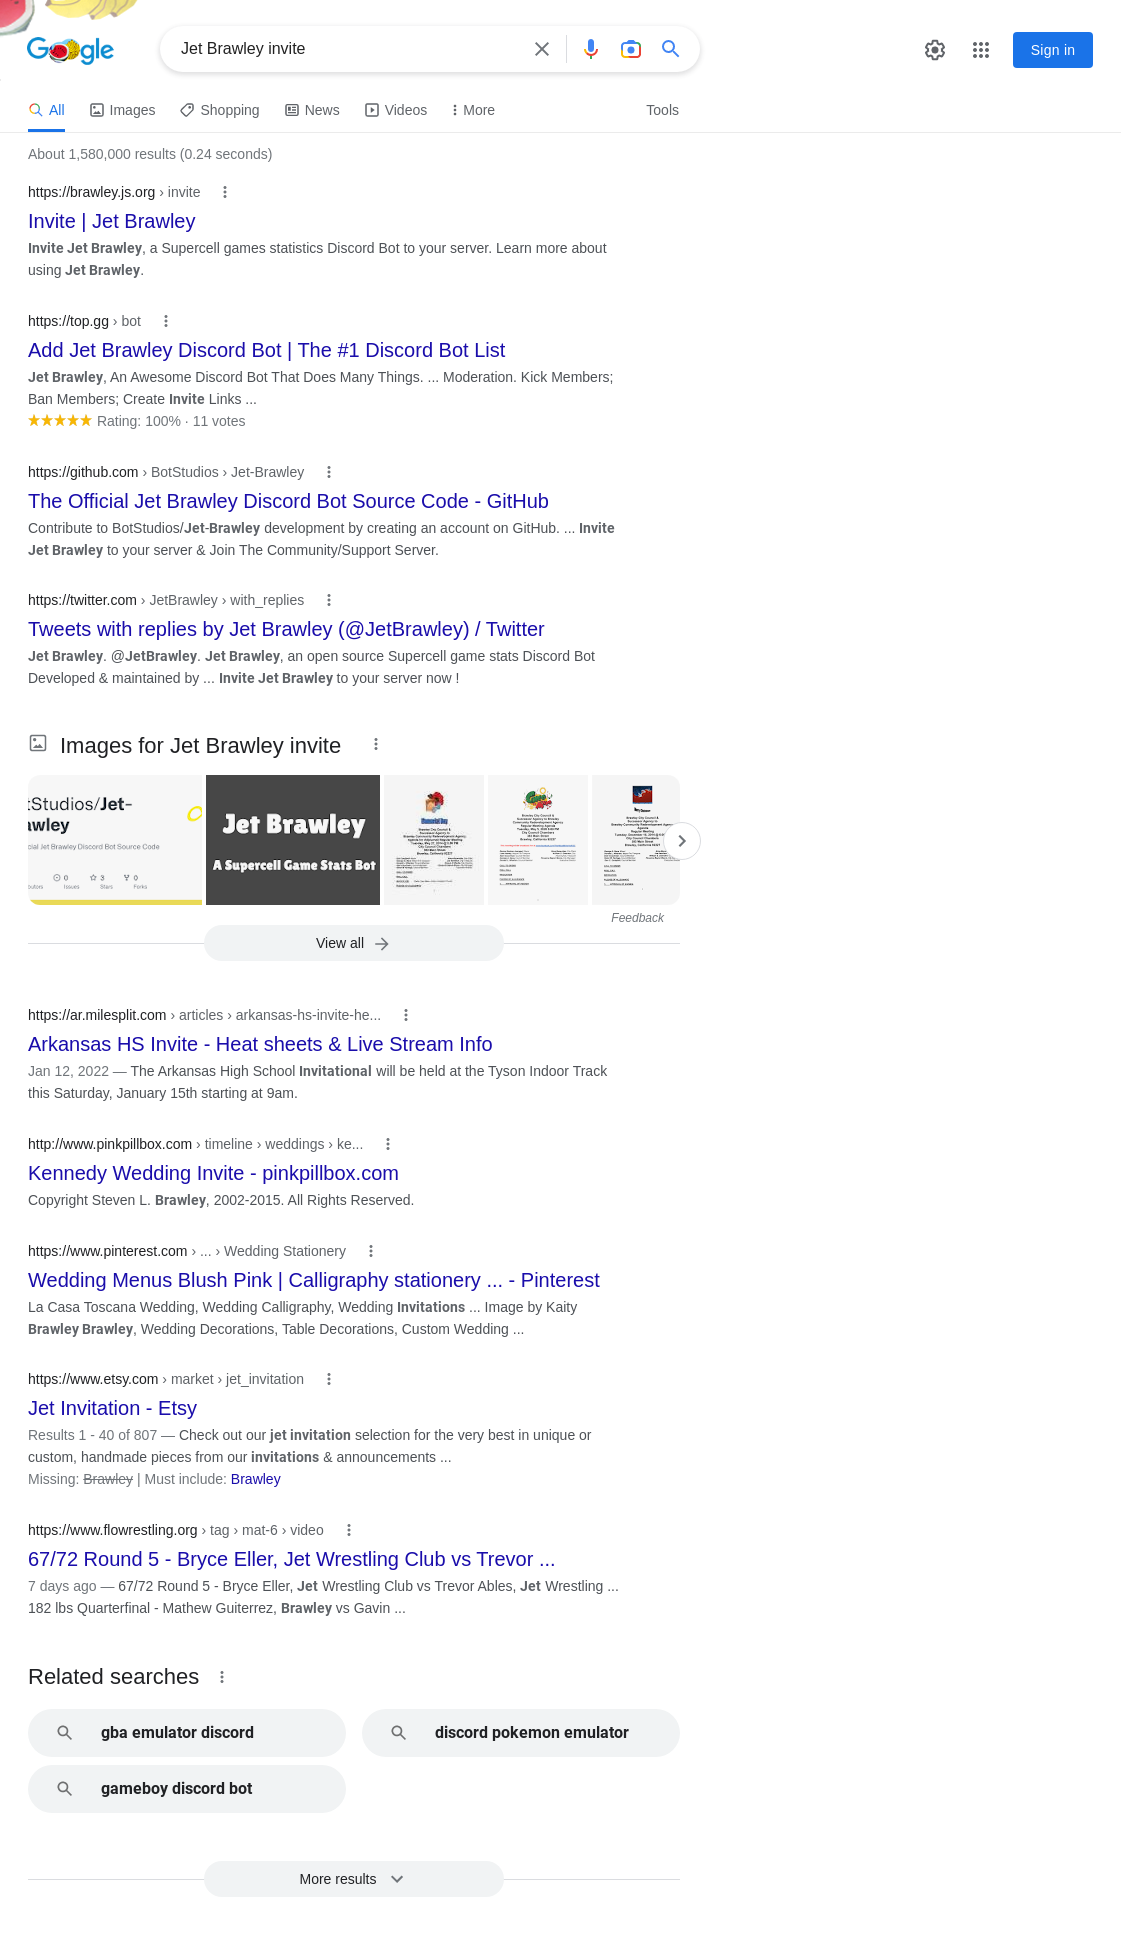 Google
Jet Brawley invite
Sign in
All
Images
Shopping
News
Videos
More
Tools
About 1,580,000 results (0.24 seconds)
https://brawley.js.org › invite
Invite | Jet Brawley
Invite Jet Brawley, a Supercell games statistics Discord Bot to your server. Learn more about
using Jet Brawley.
https://top.gg › bot
Add Jet Brawley Discord Bot | The #1 Discord Bot List
Jet Brawley, An Awesome Discord Bot That Does Many Things. ... Moderation. Kick Members;
Ban Members; Create Invite Links ...
Rating: 100% · 11 votes
https://github.com › BotStudios › Jet-Brawley
The Official Jet Brawley Discord Bot Source Code - GitHub
Contribute to BotStudios/Jet-Brawley development by creating an account on GitHub. ... Invite
Jet Brawley to your server & Join The Community/Support Server.
https://twitter.com › JetBrawley › with_replies
Tweets with replies by Jet Brawley (@JetBrawley) / Twitter
Jet Brawley. @JetBrawley. Jet Brawley, an open source Supercell game stats Discord Bot
Developed & maintained by ... Invite Jet Brawley to your server now !
Images for Jet Brawley invite
tStudios/Jet-
awley
cial Jet Brawley Discord Bot Source Code
0
3
0
Issues
Stars
Forks
Jet Brawley
A Supercell Game Stats Bot
Memorial Day
Feedback
View all
https://ar.milesplit.com › articles › arkansas-hs-invite-he...
Arkansas HS Invite - Heat sheets & Live Stream Info
Jan 12, 2022 — The Arkansas High School Invitational will be held at the Tyson Indoor Track
this Saturday, January 15th starting at 9am.
http://www.pinkpillbox.com › timeline › weddings › ke...
Kennedy Wedding Invite - pinkpillbox.com
Copyright Steven L. Brawley, 2002-2015. All Rights Reserved.
https://www.pinterest.com › ... › Wedding Stationery
Wedding Menus Blush Pink | Calligraphy stationery ... - Pinterest
La Casa Toscana Wedding, Wedding Calligraphy, Wedding Invitations ... Image by Kaity
Brawley Brawley, Wedding Decorations, Table Decorations, Custom Wedding ...
https://www.etsy.com › market › jet_invitation
Jet Invitation - Etsy
Results 1 - 40 of 807 — Check out our jet invitation selection for the very best in unique or
custom, handmade pieces from our invitations & announcements ...
Missing: Brawley | Must include: Brawley
https://www.flowrestling.org › tag › mat-6 › video
67/72 Round 5 - Bryce Eller, Jet Wrestling Club vs Trevor ...
7 days ago — 67/72 Round 5 - Bryce Eller, Jet Wrestling Club vs Trevor Ables, Jet Wrestling ...
182 lbs Quarterfinal - Mathew Guiterrez, Brawley vs Gavin ...
Related searches
gba emulator discord
discord pokemon emulator
gameboy discord bot
More results